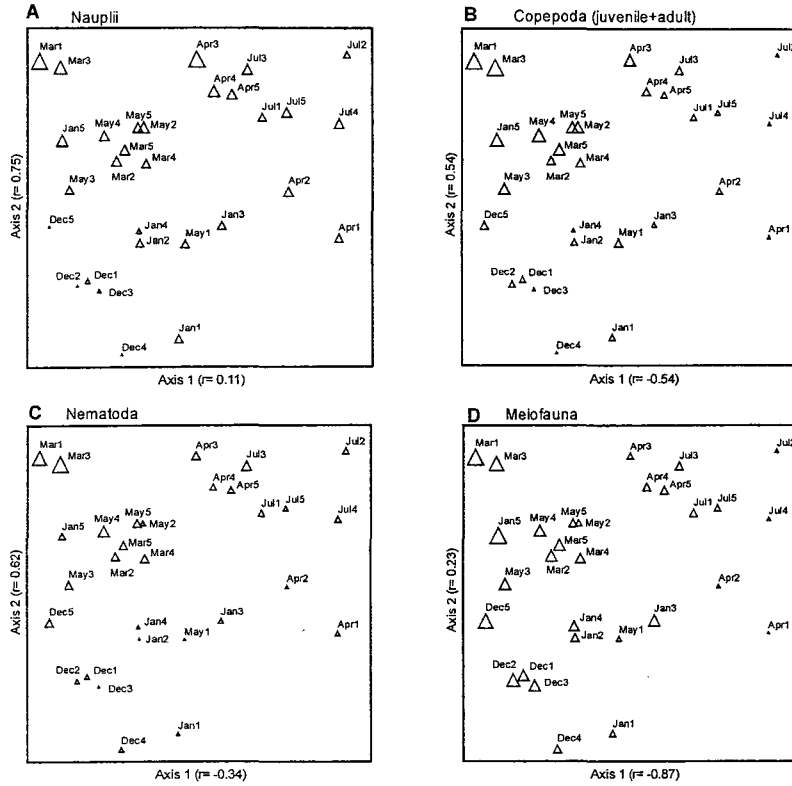 A Nauplii
Mar1
Mar3
Apr3
Jul3
Jul2
Apr4
Apr5
Jul1
Jul5
Jul4
Jan5
May4
May5
May2
Mar5
Mar2
Mar4
May3
Apr2
Dec5
Jan4
Jan2
May1
Jan3
Apr1
Dec2
Dec1
Dec3
Jan1
Dec4
Axis 2 (r= 0.75)
Axis 1 (r= 0.11)
B Copepoda (juvenile+adult)
Mar1
Mar3
Apr3
Jul3
Apr4
Apr5
Jul1
Jul5
Jul4
Jan5
May4
May5
May2
Mar5
Mar2
Mar4
May3
Apr2
Dec5
Jan4
Jan2
May1
Jan3
Apr1
Dec2
Dec1
Dec3
Jan1
Dec4
Axis 2 (r= 0.54)
Axis 1 (r= -0.54)
C Nematoda
Mar1
Mar3
Apr3
Jul3
Jul2
Apr4
Apr5
Jul1
Jul5
Jul4
Jan5
May4
May5
May2
Mar5
Mar2
Mar4
May3
Apr2
Dec5
Jan4
Jan2
May1
Jan3
Apr1
Dec2
Dec1
Dec3
Jan1
Dec4
Axis 2 (r= 0.62)
Axis 1 (r= -0.34)
D Meiofauna
Mar1
Mar3
Apr3
Jul3
Apr4
Apr5
Jul1
Jul5
Jul4
Jan5
May4
May5
May2
Mar5
Mar2
Mar4
May3
Apr2
Dec5
Jan4
Jan2
May1
Jan3
Apr1
Dec2
Dec1
Dec3
Jan1
Dec4
Axis 2 (r= 0.23)
Axis 1 (r= -0.87)